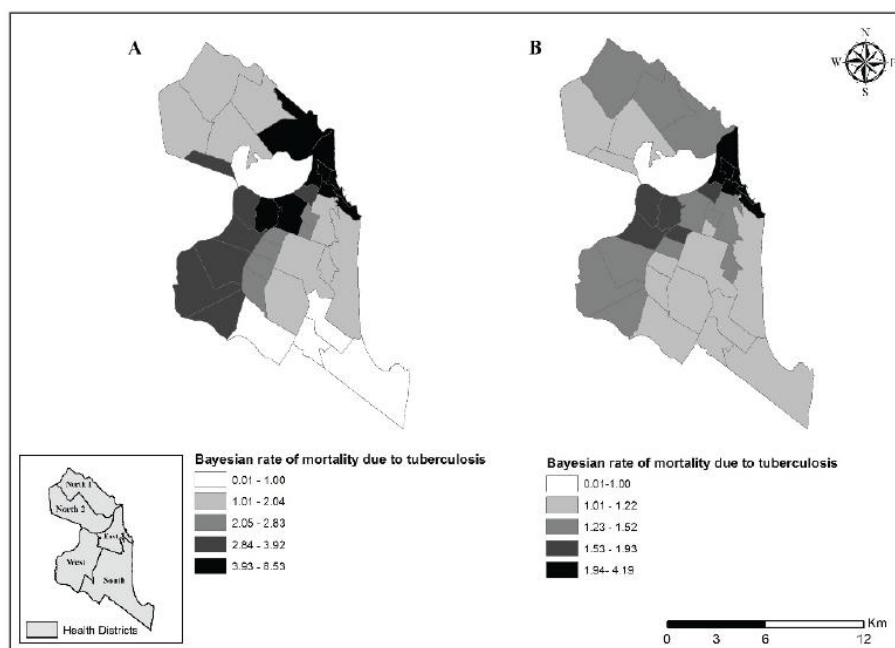 A
B
N
W E
S
Bayesian rate of mortality due to tuberculosis
0.01 - 1.00
1.01 - 2.04
2.05 - 2.83
2.84 - 3.92
3.93 - 6.53
Bayesian rate of mortality due to tuberculosis
0.01-1.00
1.01 - 1.22
1.23 - 1.52
1.53 - 1.93
1.94- 4.19
North 1
North 2
East
West
South
Health Districts
Km
0 3 6 12